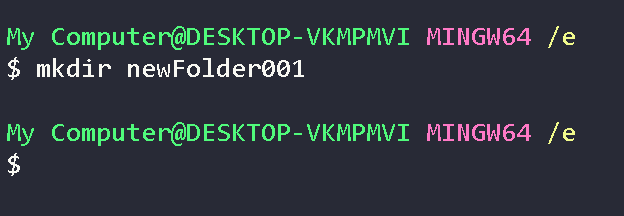 My Computer@DESKTOP-VKMPMVI MINGW64 /e
$ mkdir newFolder001
My Computer@DESKTOP-VKMPMVI MINGW64 /e
$